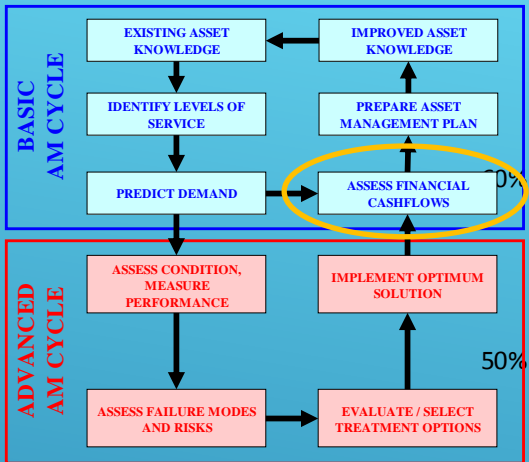 EXISTING ASSET
KNOWLEDGE
IMPROVED ASSET
KNOWLEDGE
BASIC
AM CYCLE
IDENTIFY LEVELS OF
SERVICE
PREPARE ASSET
MANAGEMENT PLAN
PREDICT DEMAND
ASSESS FINANCIAL
CASHFLOWS
60%
ADVANCED
AM CYCLE
ASSESS CONDITION,
MEASURE
PERFORMANCE
IMPLEMENT OPTIMUM
SOLUTION
50%
ASSESS FAILURE MODES
AND RISKS
EVALUATE / SELECT
TREATMENT OPTIONS